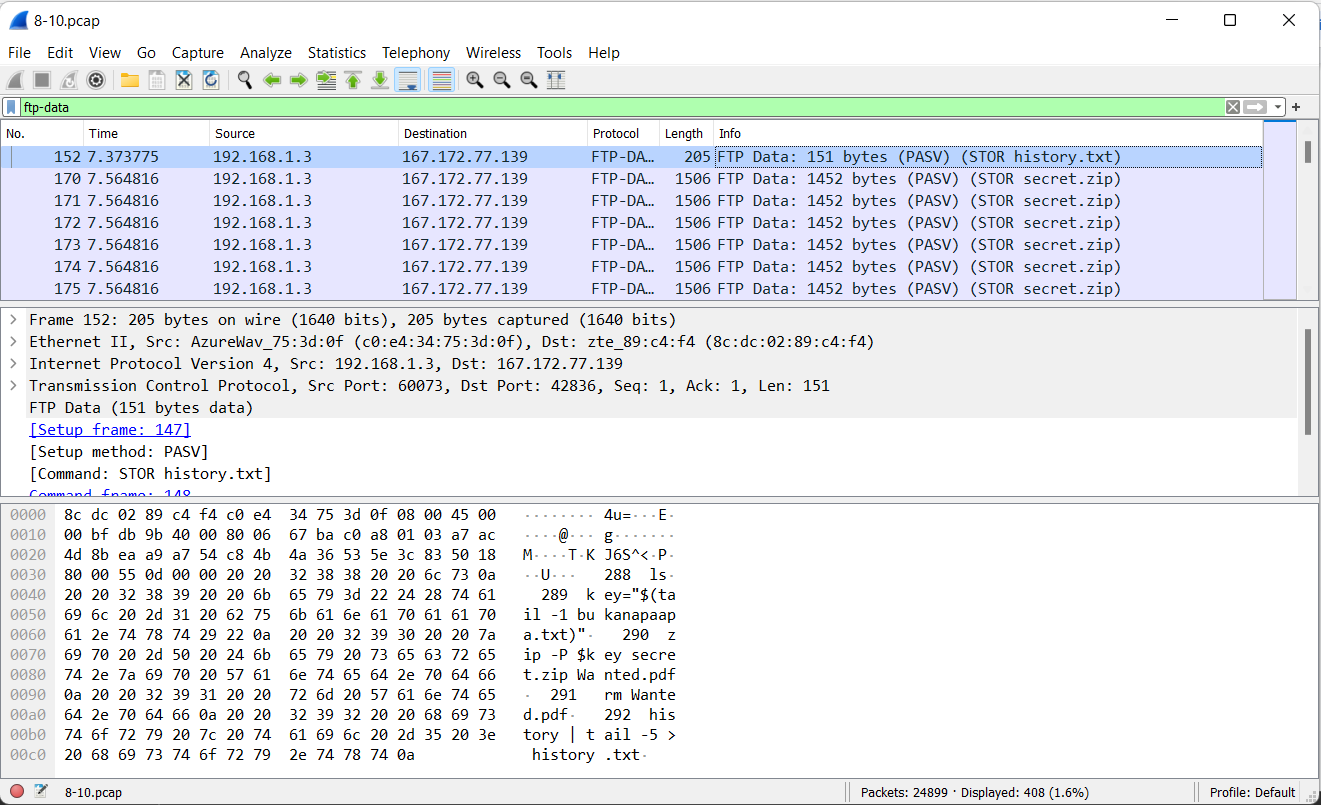 8-10.pcap
File Edit View Go Capture Analyze Statistics Telephony Wireless Tools Help
ftp-data
No. Time Source Destination Protocol Length Info
152 7.373775 192.168.1.3 167.172.77.139 FTP-DA… 205 FTP Data: 151 bytes (PASV) (STOR history.txt)
170 7.564816 192.168.1.3 167.172.77.139 FTP-DA… 1506 FTP Data: 1452 bytes (PASV) (STOR secret.zip)
171 7.564816 192.168.1.3 167.172.77.139 FTP-DA… 1506 FTP Data: 1452 bytes (PASV) (STOR secret.zip)
172 7.564816 192.168.1.3 167.172.77.139 FTP-DA… 1506 FTP Data: 1452 bytes (PASV) (STOR secret.zip)
173 7.564816 192.168.1.3 167.172.77.139 FTP-DA… 1506 FTP Data: 1452 bytes (PASV) (STOR secret.zip)
174 7.564816 192.168.1.3 167.172.77.139 FTP-DA… 1506 FTP Data: 1452 bytes (PASV) (STOR secret.zip)
175 7.564816 192.168.1.3 167.172.77.139 FTP-DA… 1506 FTP Data: 1452 bytes (PASV) (STOR secret.zip)
Frame 152: 205 bytes on wire (1640 bits), 205 bytes captured (1640 bits)
Ethernet II, Src: AzureWav_75:3d:0f (c0:e4:34:75:3d:0f), Dst: zte_89:c4:f4 (8c:dc:02:89:c4:f4)
Internet Protocol Version 4, Src: 192.168.1.3, Dst: 167.172.77.139
Transmission Control Protocol, Src Port: 60073, Dst Port: 42836, Seq: 1, Ack: 1, Len: 151
FTP Data (151 bytes data)
[Setup frame: 147]
[Setup method: PASV]
[Command: STOR history.txt]
Command frame: 148
0000 8c dc 02 89 c4 f4 c0 e4 34 75 3d 0f 08 00 45 00 ········ 4u=···E·
0010 00 bf db 9b 40 00 80 06 67 ba c0 a8 01 03 a7 ac ····@··· g·······
0020 4d 8b ea a9 a7 54 c8 4b 4a 36 53 5e 3c 83 50 18 M····T·K J6S^<·P·
0030 80 00 55 0d 00 00 20 20 32 38 38 20 20 6c 73 0a ··U··· 288 ls·
0040 20 20 32 38 39 20 20 6b 65 79 3d 22 24 28 74 61 289 k ey="$(ta
0050 69 6c 20 2d 31 20 62 75 6b 61 6e 61 70 61 61 70 il -1 bu kanapaap
0060 61 2e 74 78 74 29 22 0a 20 20 32 39 30 20 20 7a a.txt)"· 290 z
0070 69 70 20 2d 50 20 24 6b 65 79 20 73 65 63 72 65 ip -P $k ey secre
0080 74 2e 7a 69 70 20 57 61 6e 74 65 64 2e 70 64 66 t.zip Wa nted.pdf
0090 0a 20 20 32 39 31 20 20 72 6d 20 57 61 6e 74 65 · 291 rm Wante
00a0 64 2e 70 64 66 0a 20 20 32 39 32 20 20 68 69 73 d.pdf· 292 his
00b0 74 6f 72 79 20 7c 20 74 61 69 6c 20 2d 35 20 3e tory | t ail -5 >
00c0 20 68 69 73 74 6f 72 79 2e 74 78 74 0a history .txt·
8-10.pcap Packets: 24899 · Displayed: 408 (1.6%) Profile: Default